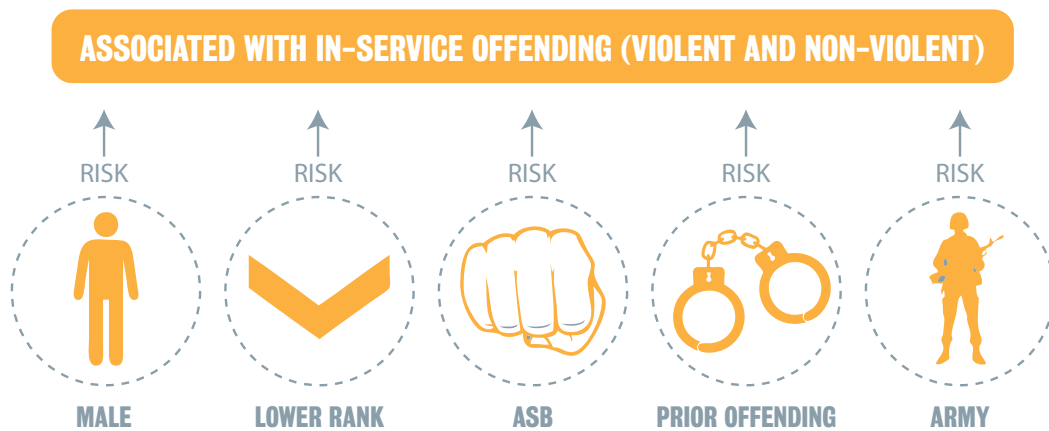 ASSOCIATED WITH IN-SERVICE OFFENDING (VIOLENT AND NON-VIOLENT)
RISK RISK RISK RISK RISK
MALE LOWER RANK ASB PRIOR OFFENDING ARMY